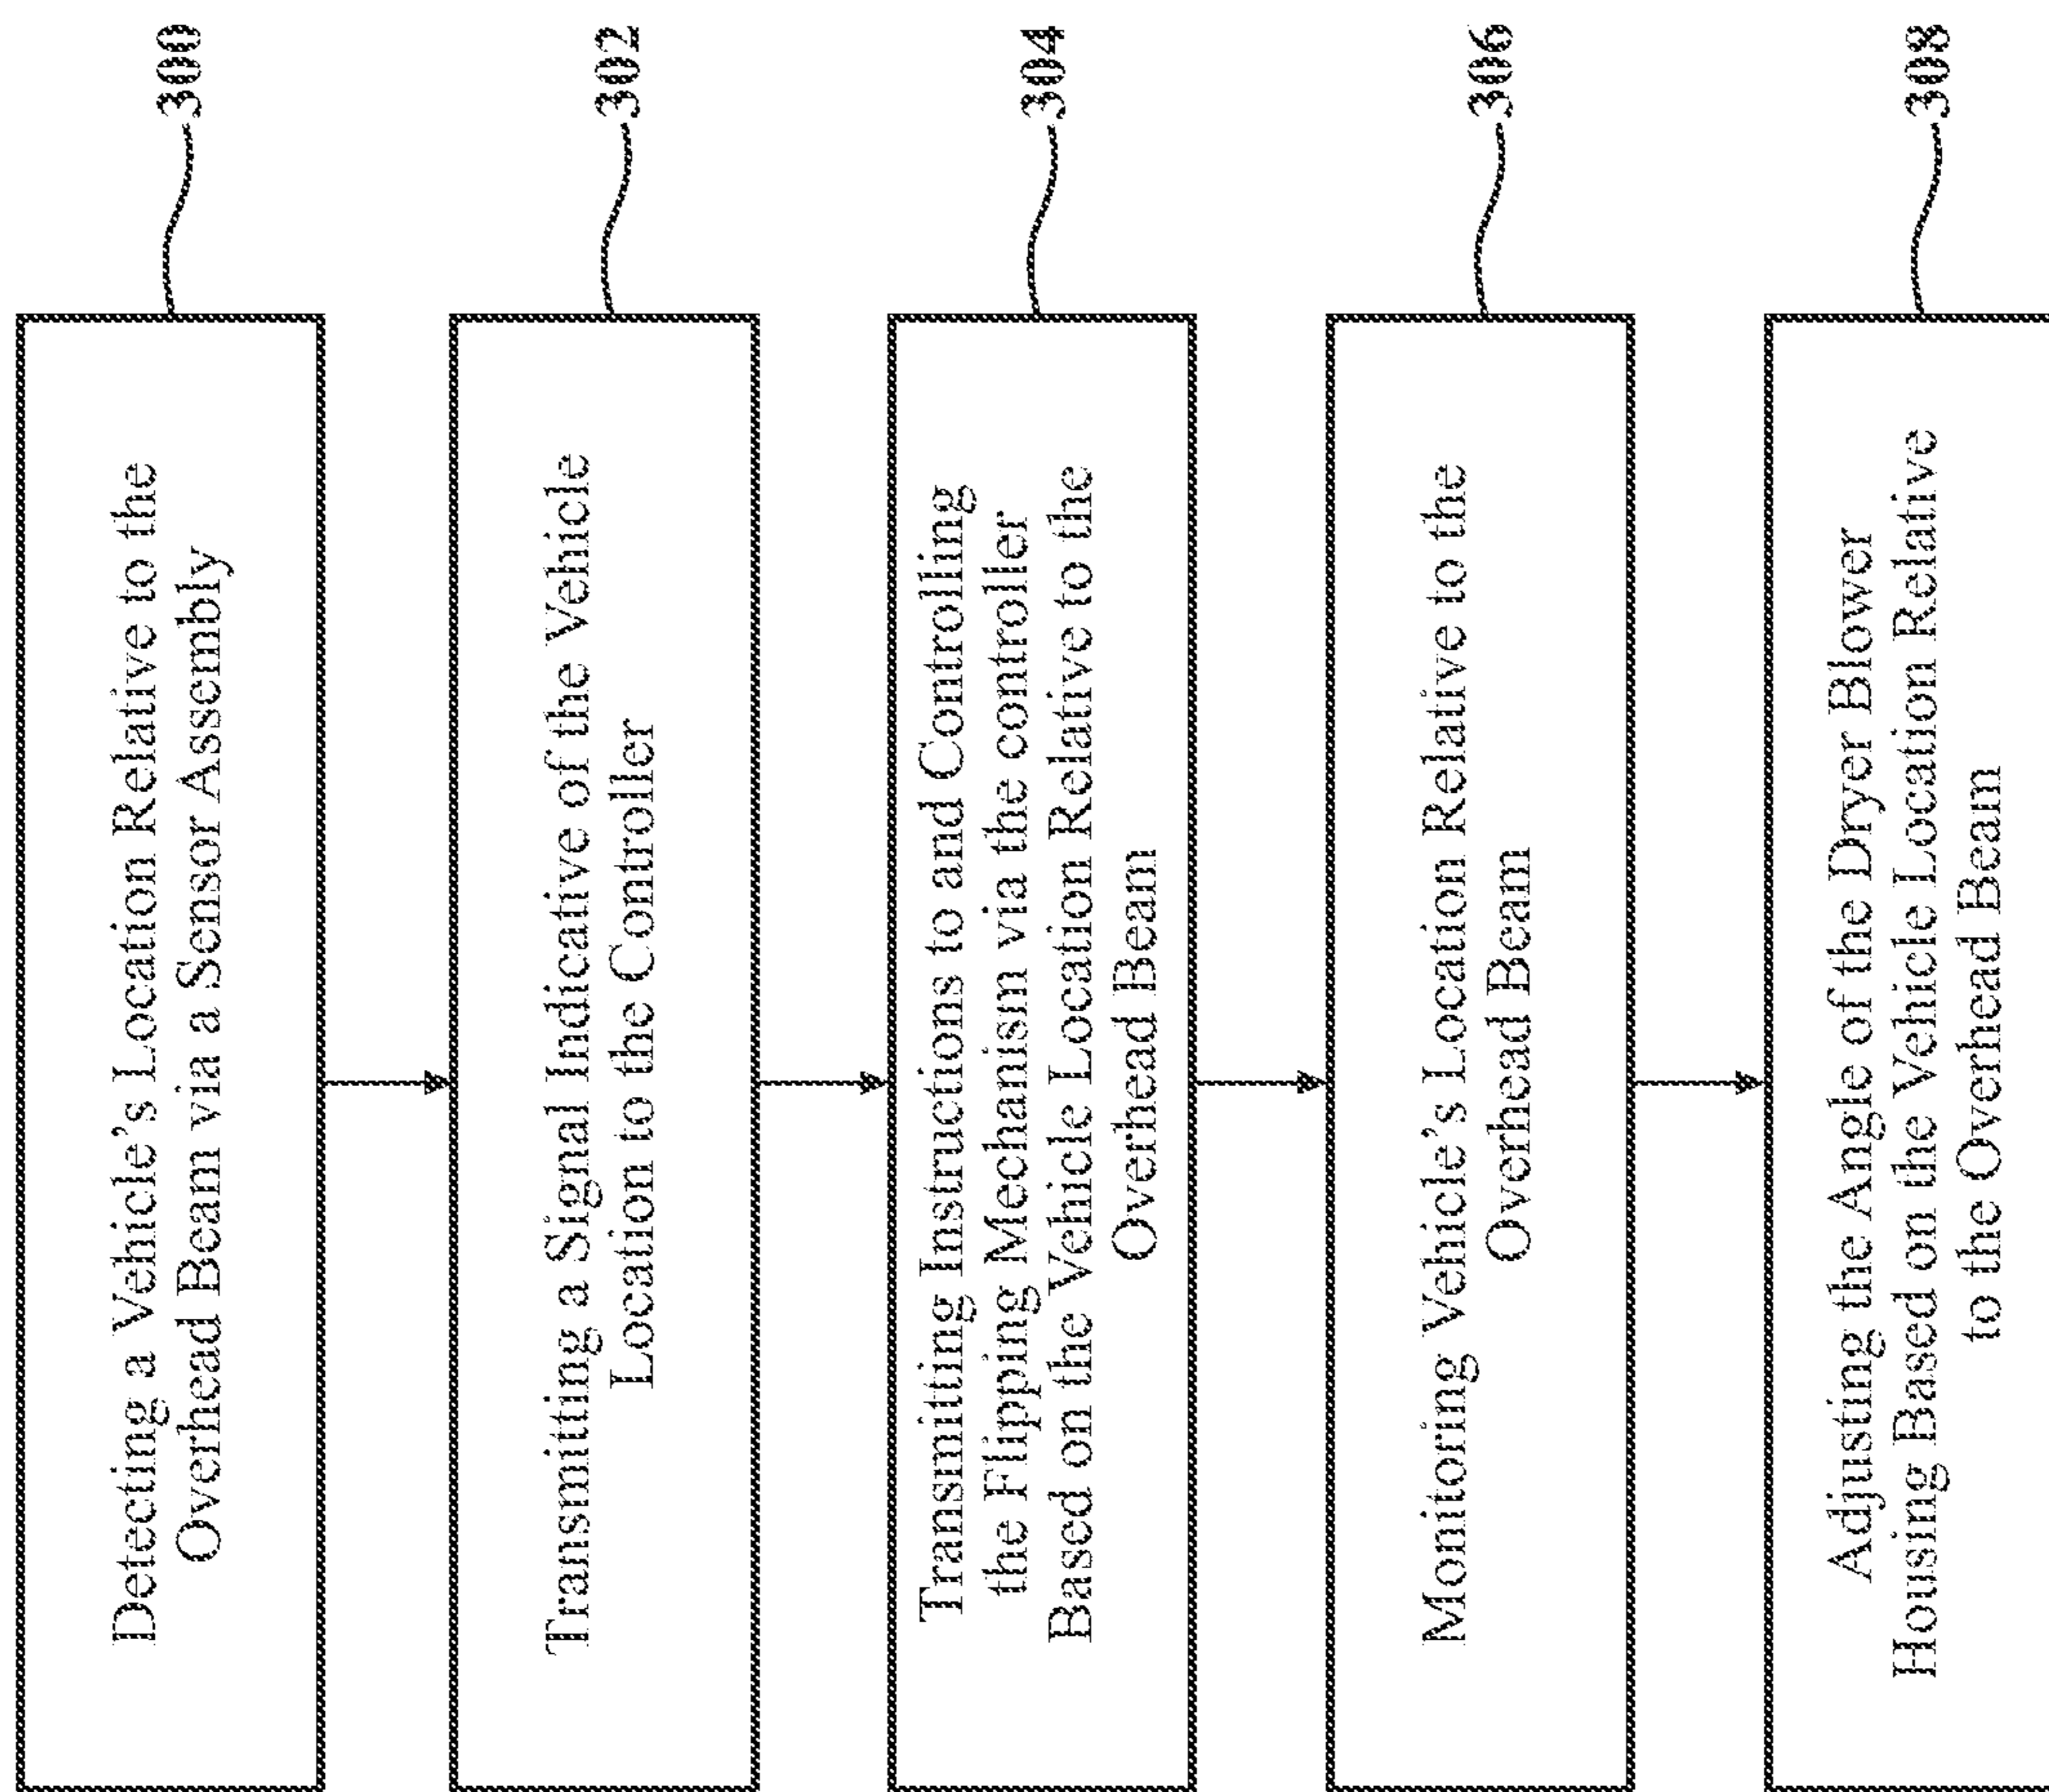 Detecting a Vehicle's Location Relative to the
Overhead Beam via a Sensor Assembly
300
Transmitting a Signal Indicative of the Vehicle
Location to the Controller
302
Transmitting Instructions to and Controlling
the Flipping Mechanism via the controller
Based on the Vehicle Location Relative to the
Overhead Beam
304
Monitoring Vehicle's Location Relative to the
Overhead Beam
306
Adjusting the Angle of the Dryer Blower
Housing Based on the Vehicle Location Relative
to the Overhead Beam
308